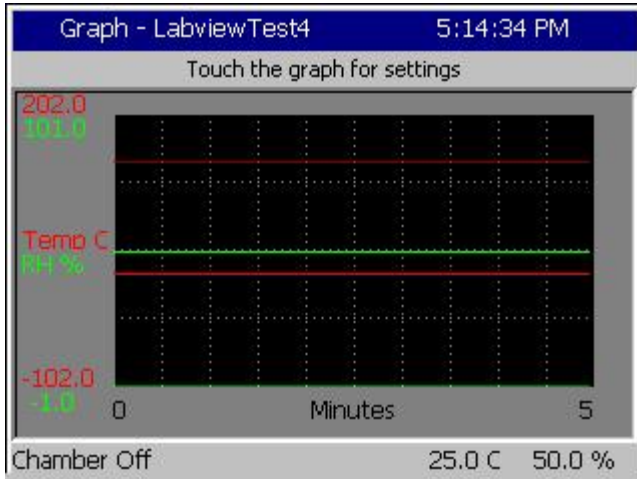 Graph - LabviewTest4 5:14:34 PM
Touch the graph for settings
202.0
101.0
Temp C
RH %
-102.0
-1.0
0 Minutes 5
Chamber Off 25.0 C 50.0 %